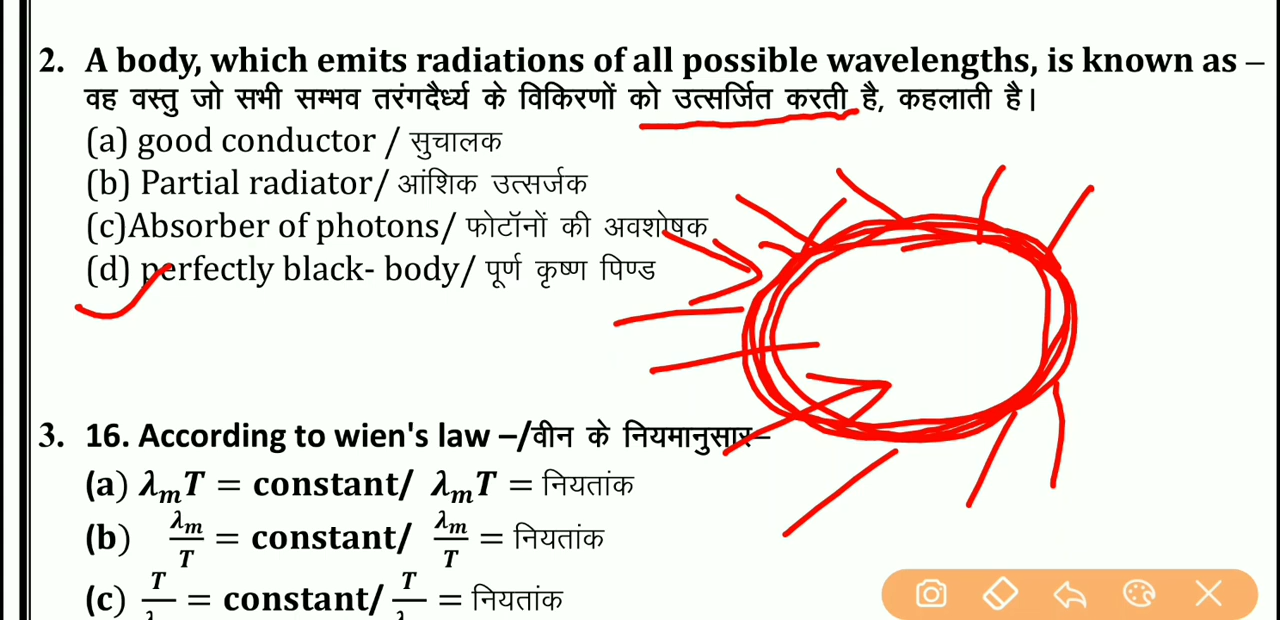 2. A body, which emits radiations of all possible wavelengths, is known as –
वह वस्तु जो सभी सम्भव तरंगदैर्ध्य के विकिरणों को उत्सर्जित करती है, कहलाती है।
(a) good conductor / सुचालक
(b) Partial radiator/ आंशिक उत्सर्जक
(c)Absorber of photons/ फोटॉनों की अवशोषक
(d) perfectly black- body/ पूर्ण कृष्ण पिण्ड
3. 16. According to wien's law –/वीन के नियमानुसार–
(a) λₘT = constant/ λₘT = नियतांक
(b) λₘ/T = constant/ λₘ/T = नियतांक
(c) T/λ = constant/ T/λ = नियतांक